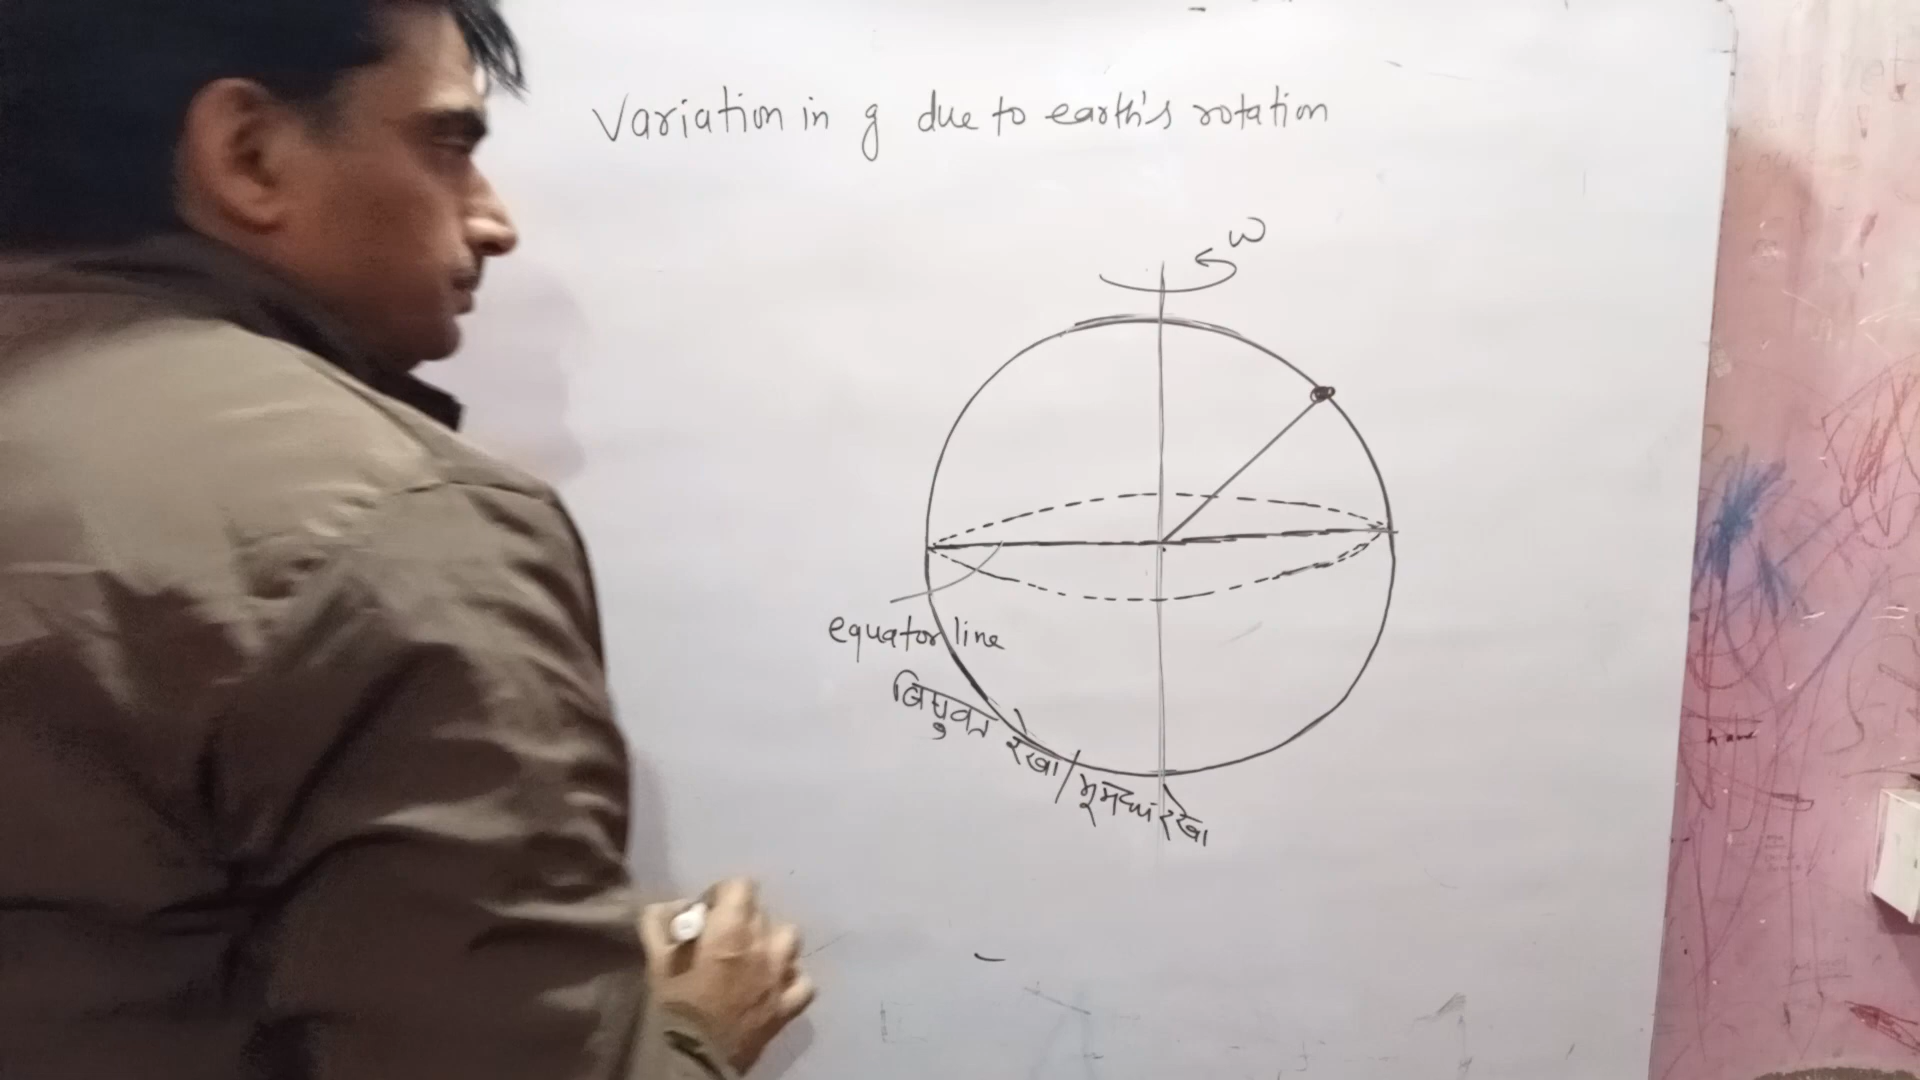 Variation in g due to earth's rotation
ω
equator line
विषुवत रेखा/भूमध्य रेखा